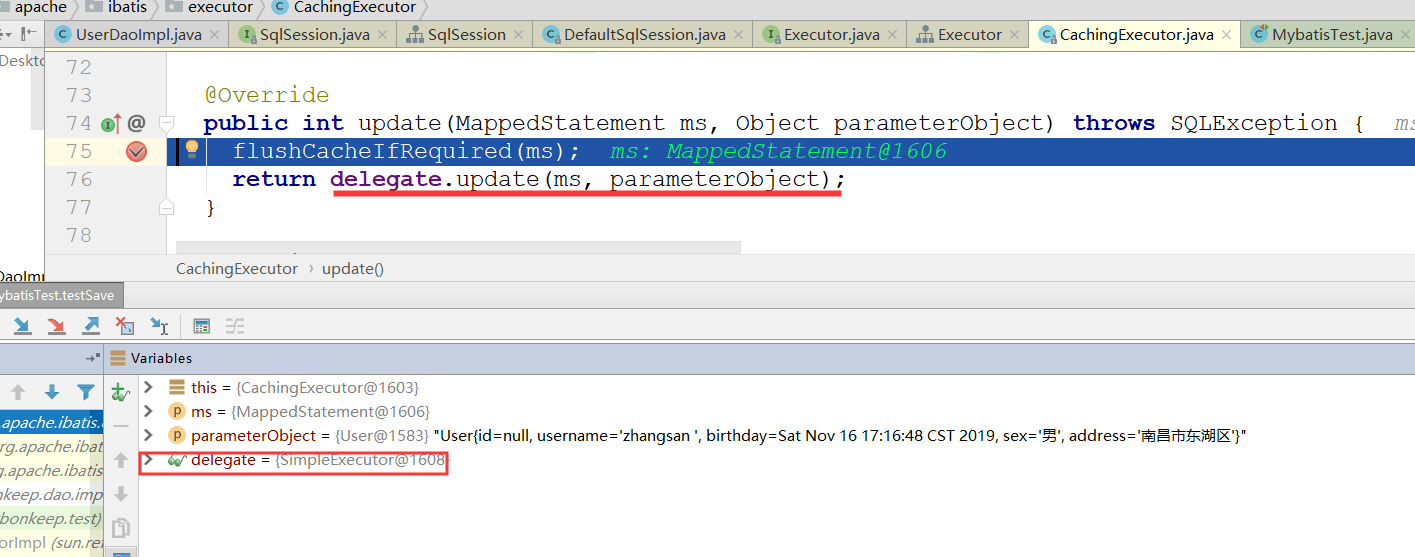 apache ibatis executor CachingExecutor
UserDaoImpl.java SqlSession.java SqlSession DefaultSqlSession.java Executor.java Executor CachingExecutor.java MybatisTest.java
Deskto
72
73 @Override
74 @ public int update(MappedStatement ms, Object parameterObject) throws SQLException { ms
75 flushCacheIfRequired(ms); ms: MappedStatement@1606
76 return delegate.update(ms, parameterObject);
77 }
78
DaoImpl
CachingExecutor › update()
ybatisTest.testSave
Variables
this = {CachingExecutor@1603}
ms = {MappedStatement@1606}
.apache.ibatis.
parameterObject = {User@1583} "User{id=null, username='zhangsan ', birthday=Sat Nov 16 17:16:48 CST 2019, sex='男', address='南昌市东湖区'}"
rg.apache.ibatis
delegate = {SimpleExecutor@1608}
g.apache.ibatis
nkeep.dao.imp
bonkeep.test)
orImpl (sun.ref